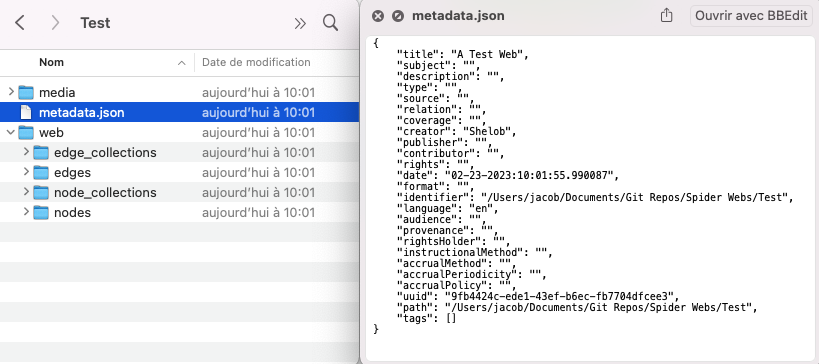 Test
Nom
Date de modification
media
aujourd'hui à 10:01
metadata.json
aujourd'hui à 10:01
web
aujourd'hui à 10:01
edge_collections
aujourd'hui à 10:01
edges
aujourd'hui à 10:01
node_collections
aujourd'hui à 10:01
nodes
aujourd'hui à 10:01
metadata.json
Ouvrir avec BBEdit
{
"title": "A Test Web",
"subject": "",
"description": "",
"type": "",
"source": "",
"relation": "",
"coverage": "",
"creator": "Shelob",
"publisher": "",
"contributor": "",
"rights": "",
"date": "02-23-2023:10:01:55.990087",
"format": "",
"identifier": "/Users/jacob/Documents/Git Repos/Spider Webs/Test",
"language": "en",
"audience": "",
"provenance": "",
"rightsHolder": "",
"instructionalMethod": "",
"accrualMethod": "",
"accrualPeriodicity": "",
"accrualPolicy": "",
"uuid": "9fb4424c-ede1-43ef-b6ec-fb7704dfcee3",
"path": "/Users/jacob/Documents/Git Repos/Spider Webs/Test",
"tags": []
}